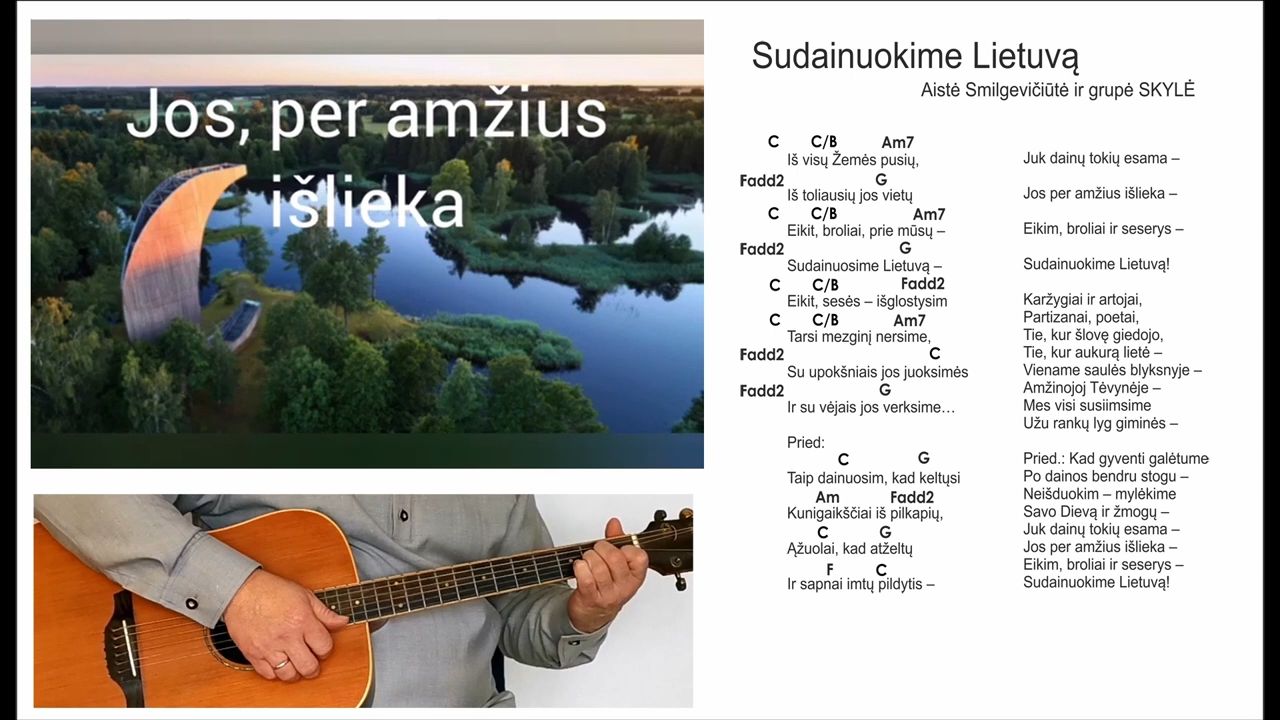 Jos, per amžius
išlieka
Sudainuokime Lietuvą
Aistė Smilgevičiūtė ir grupė SKYLĖ
C C/B Am7
Iš visų Žemės pusių,
Fadd2 G
Iš toliausių jos vietų
C C/B Am7
Eikit, broliai, prie mūsų –
Fadd2 G
Sudainuosime Lietuvą –
C C/B Fadd2
Eikit, sesės – išglostysim
C C/B Am7
Tarsi mezginį nersime,
Fadd2 C
Su upokšniais jos juoksimės
Fadd2 G
Ir su vėjais jos verksime…
Pried:
C G
Taip dainuosim, kad keltųsi
Am Fadd2
Kunigaikščiai iš pilkapių,
C G
Ąžuolai, kad atželtų
F C
Ir sapnai imtų pildytis –
Juk dainų tokių esama –
Jos per amžius išlieka –
Eikim, broliai ir seserys –
Sudainuokime Lietuvą!
Karžygiai ir artojai,
Partizanai, poetai,
Tie, kur šlovę giedojo,
Tie, kur aukurą lietė –
Viename saulės blyksnyje –
Amžinojoj Tėvynėje –
Mes visi susiimsime
Užu rankų lyg giminės –
Pried.: Kad gyventi galėtume
Po dainos bendru stogu –
Neišduokim – mylėkime
Savo Dievą ir žmogų –
Juk dainų tokių esama –
Jos per amžius išlieka –
Eikim, broliai ir seserys –
Sudainuokime Lietuvą!